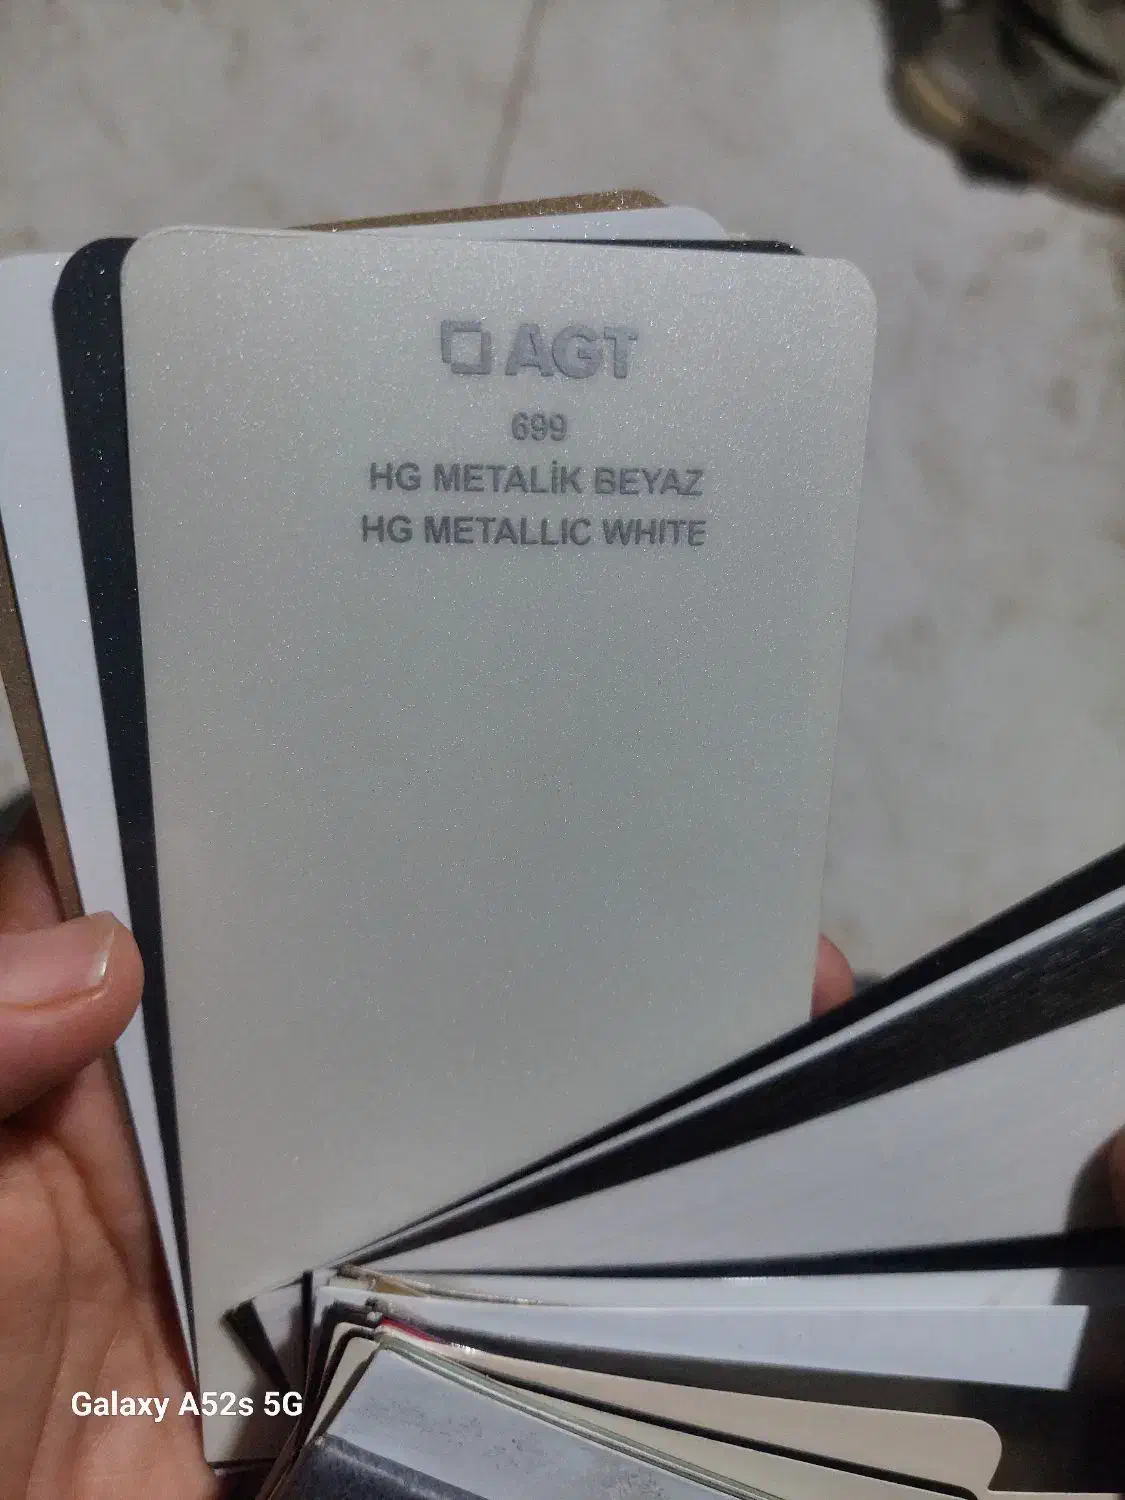 AGT
699
HG METALİK BEYAZ
HG METALLIC WHITE
Galaxy A52s 5G